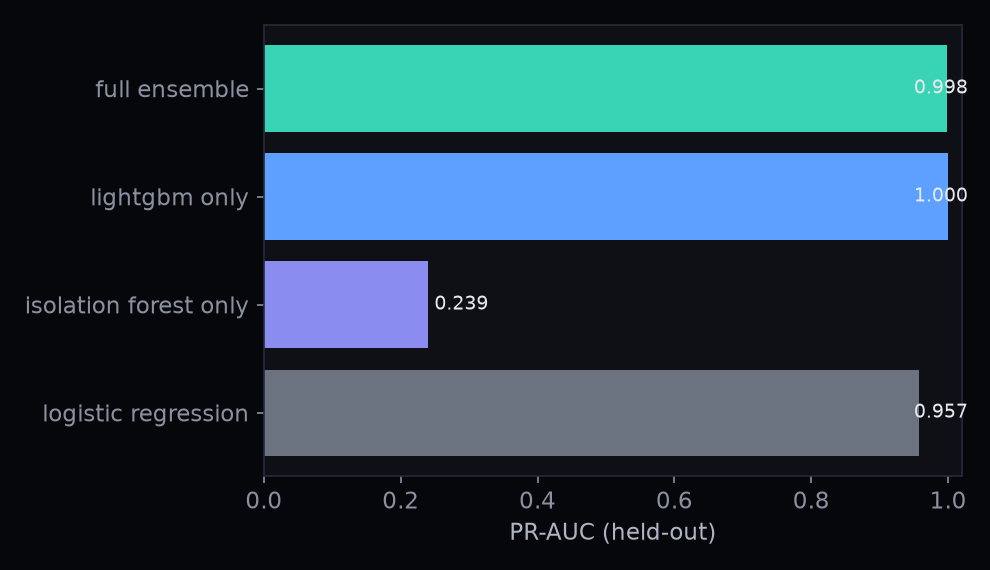 full ensemble 0.998
lightgbm only 1.000
isolation forest only 0.239
logistic regression 0.957
0.0 0.2 0.4 0.6 0.8 1.0
PR-AUC (held-out)